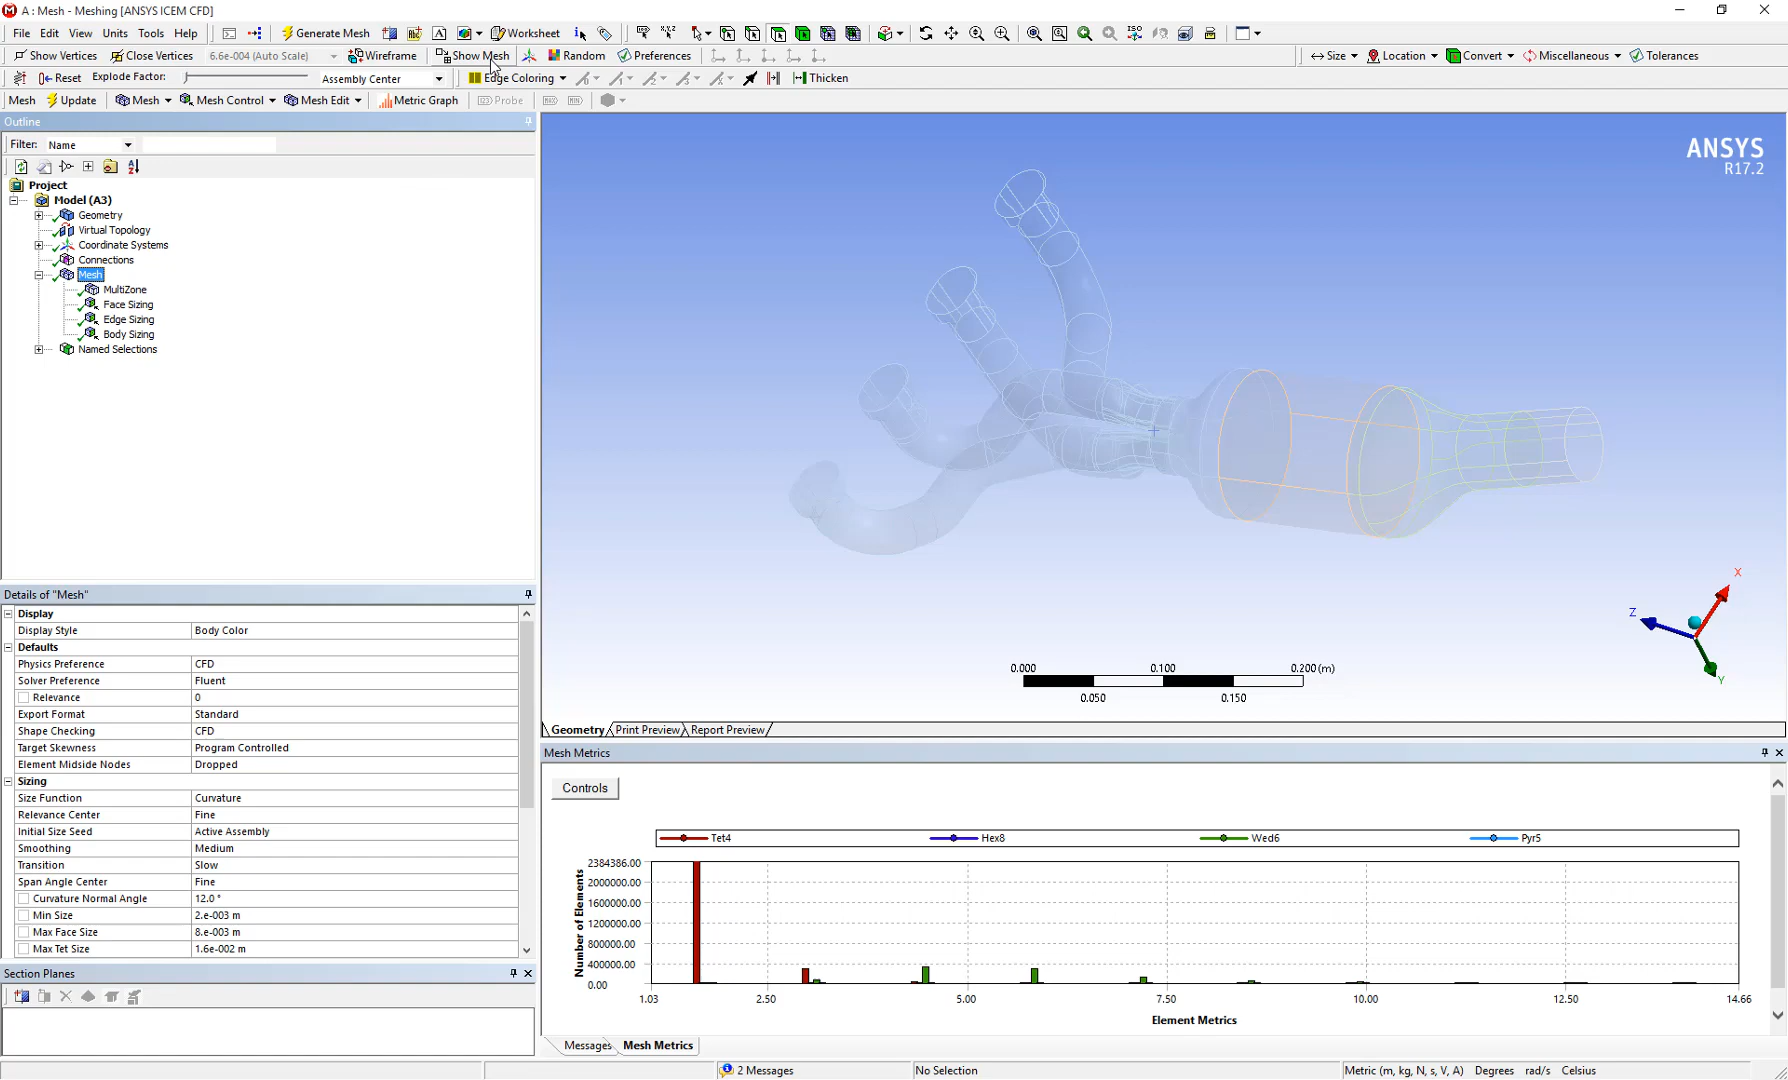 A : Mesh - Meshing [ANSYS ICEM CFD]
File Edit View Units Tools Help Generate Mesh Worksheet
Show Vertices Close Vertices 6.6e-004 (Auto Scale) Wireframe Show Mesh Random Preferences Size Location Convert Miscellaneous Tolerances
Reset Explode Factor: Assembly Center Edge Coloring Thicken
Mesh Update Mesh Mesh Control Mesh Edit Metric Graph Probe
Outline
Filter: Name
Project
Model (A3)
Geometry
Virtual Topology
Coordinate Systems
Connections
Mesh
MultiZone
Face Sizing
Edge Sizing
Body Sizing
Named Selections
ANSYS
R17.2
X
Z
Y
0.000 0.100 0.200 (m)
0.050 0.150
Geometry Print Preview Report Preview
Details of "Mesh"
Display
Display Style Body Color
Defaults
Physics Preference CFD
Solver Preference Fluent
Relevance 0
Export Format Standard
Shape Checking CFD
Target Skewness Program Controlled
Element Midside Nodes Dropped
Sizing
Size Function Curvature
Relevance Center Fine
Initial Size Seed Active Assembly
Smoothing Medium
Transition Slow
Span Angle Center Fine
Curvature Normal Angle 12.0 °
Min Size 2.e-003 m
Max Face Size 8.e-003 m
Max Tet Size 1.6e-002 m
Section Planes
Mesh Metrics
Controls
Tet4 Hex8 Wed6 Pyr5
Number of Elements
2384386.00
2000000.00
1600000.00
1200000.00
800000.00
400000.00
0.00
1.03 2.50 5.00 7.50 10.00 12.50 14.66
Element Metrics
Messages Mesh Metrics
2 Messages No Selection Metric (m, kg, N, s, V, A) Degrees rad/s Celsius